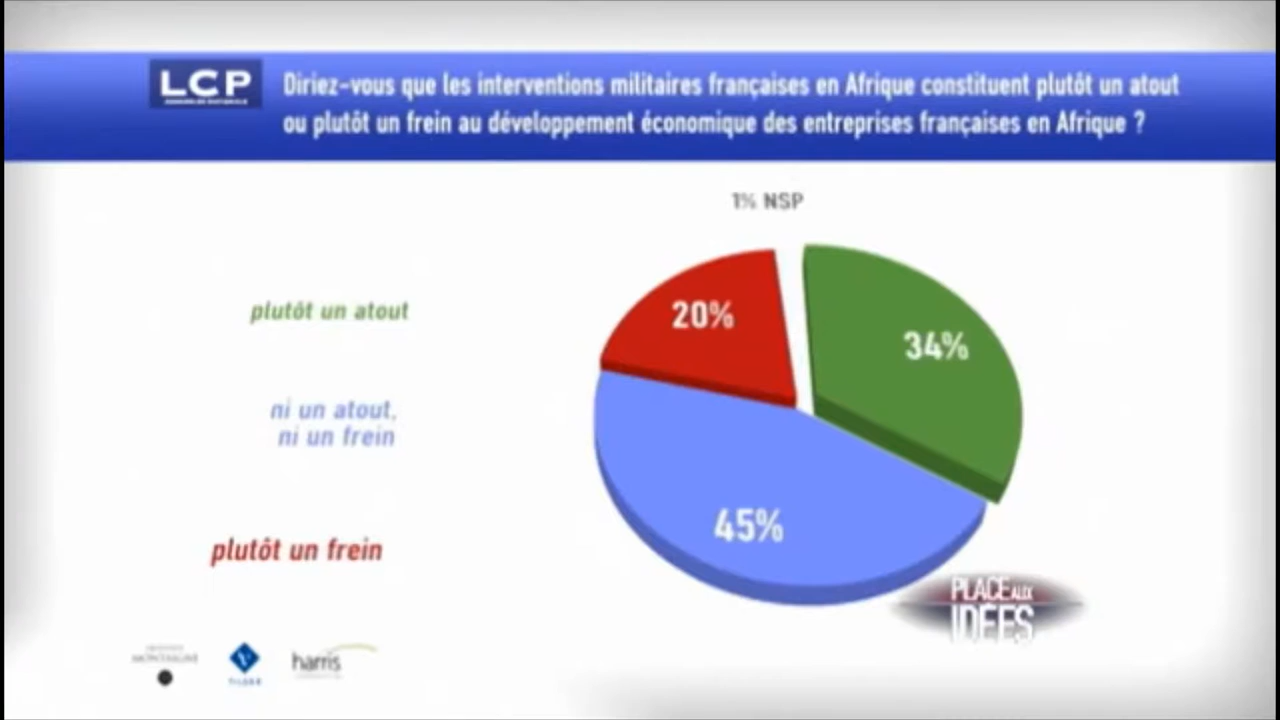 LCP
Diriez-vous que les interventions militaires françaises en Afrique constituent plutôt un atout
ou plutôt un frein au développement économique des entreprises françaises en Afrique ?
1% NSP
20%
34%
45%
plutôt un atout
ni un atout,
ni un frein
plutôt un frein
PLACE AUX
IDÉES
MONTAIGNE
harris